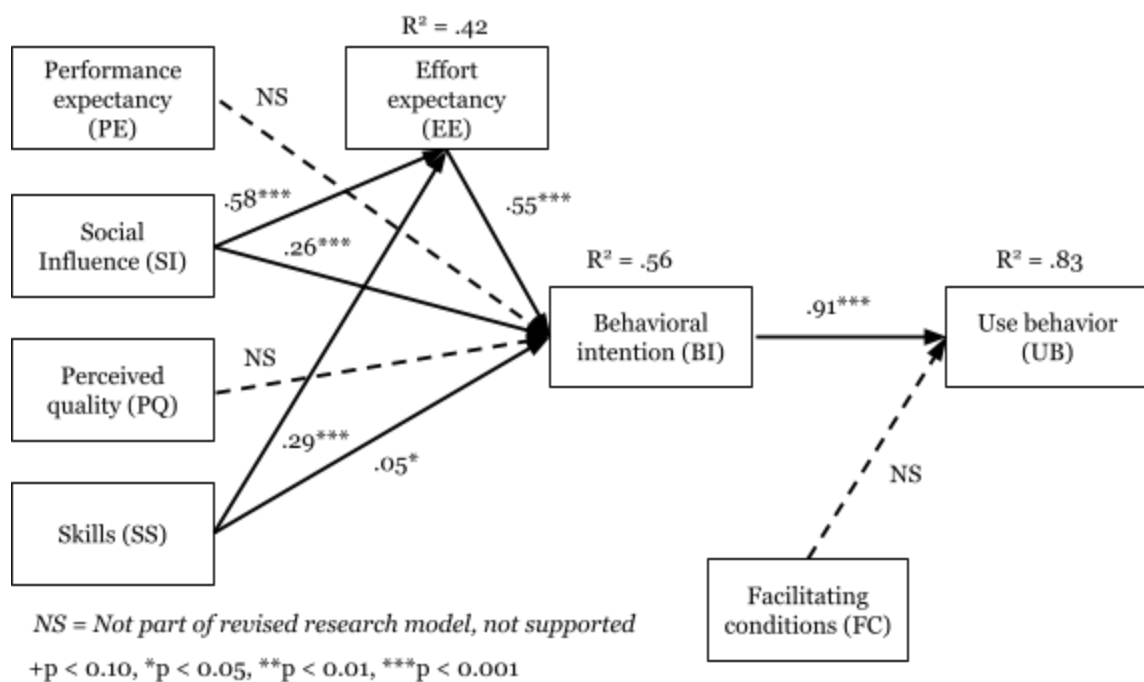 R² = .42
Performance
expectancy
(PE)
NS
Effort
expectancy
(EE)
.58***
.55***
Social
Influence (SI)
.26***
R² = .56
R² = .83
Behavioral
intention (BI)
.91***
Use behavior
(UB)
NS
Perceived
quality (PQ)
.29***
.05*
NS
Skills (SS)
Facilitating
conditions (FC)
NS = Not part of revised research model, not supported
+p < 0.10, *p < 0.05, **p < 0.01, ***p < 0.001